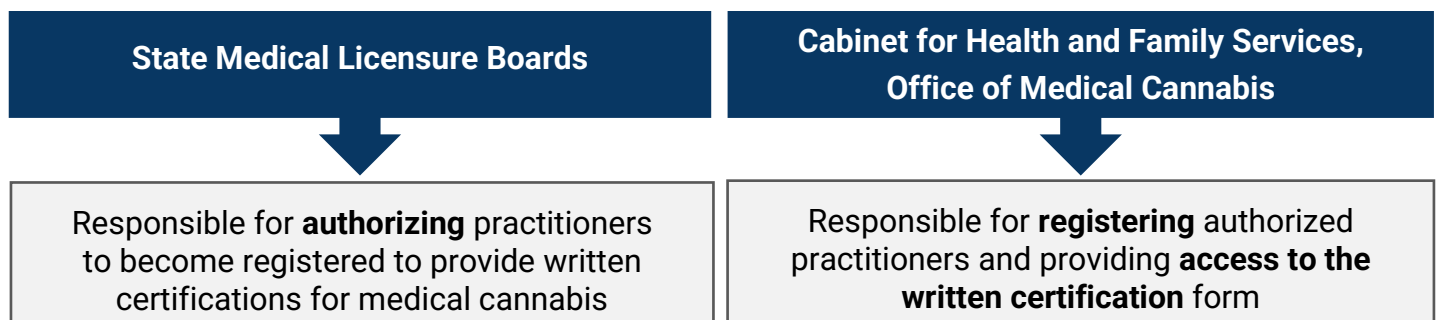 State Medical Licensure Boards
Cabinet for Health and Family Services,
Office of Medical Cannabis
Responsible for authorizing practitioners
to become registered to provide written
certifications for medical cannabis
Responsible for registering authorized
practitioners and providing access to the
written certification form